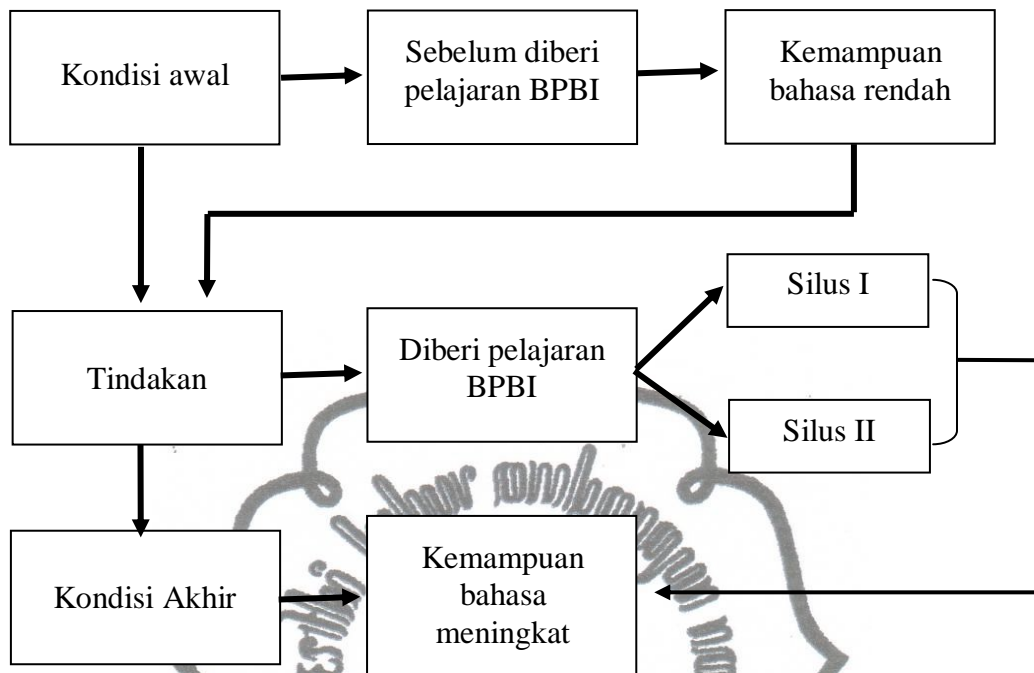 Kondisi awal
Sebelum diberi
pelajaran BPBI
Kemampuan
bahasa rendah
Tindakan
Diberi pelajaran
BPBI
Silus I
Silus II
Kondisi Akhir
Kemampuan
bahasa
meningkat